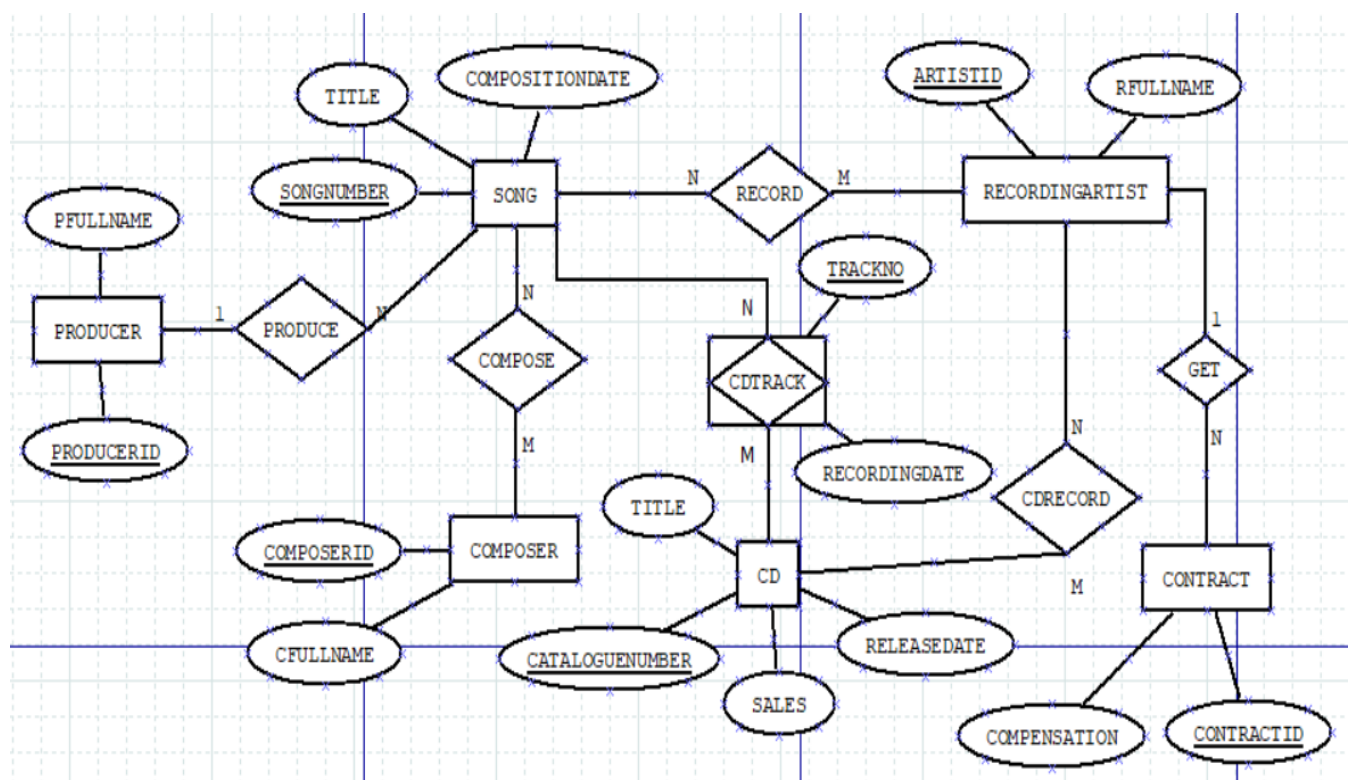 COMPOSITIONDATE
ARTISTID
RFULLNAME
TITLE
SONGNUMBER
SONG
N
RECORD
M
RECORDINGARTIST
PFULLNAME
TRACKNO
PRODUCER
1
PRODUCE
N
N
COMPOSE
N
CDTRACK
1
GET
M
M
N
N
PRODUCERID
RECORDINGDATE
CDRECORD
TITLE
COMPOSERID
COMPOSER
CD
M
CONTRACT
CFULLNAME
CATALOGUENUMBER
RELEASEDATE
SALES
COMPENSATION
CONTRACTID